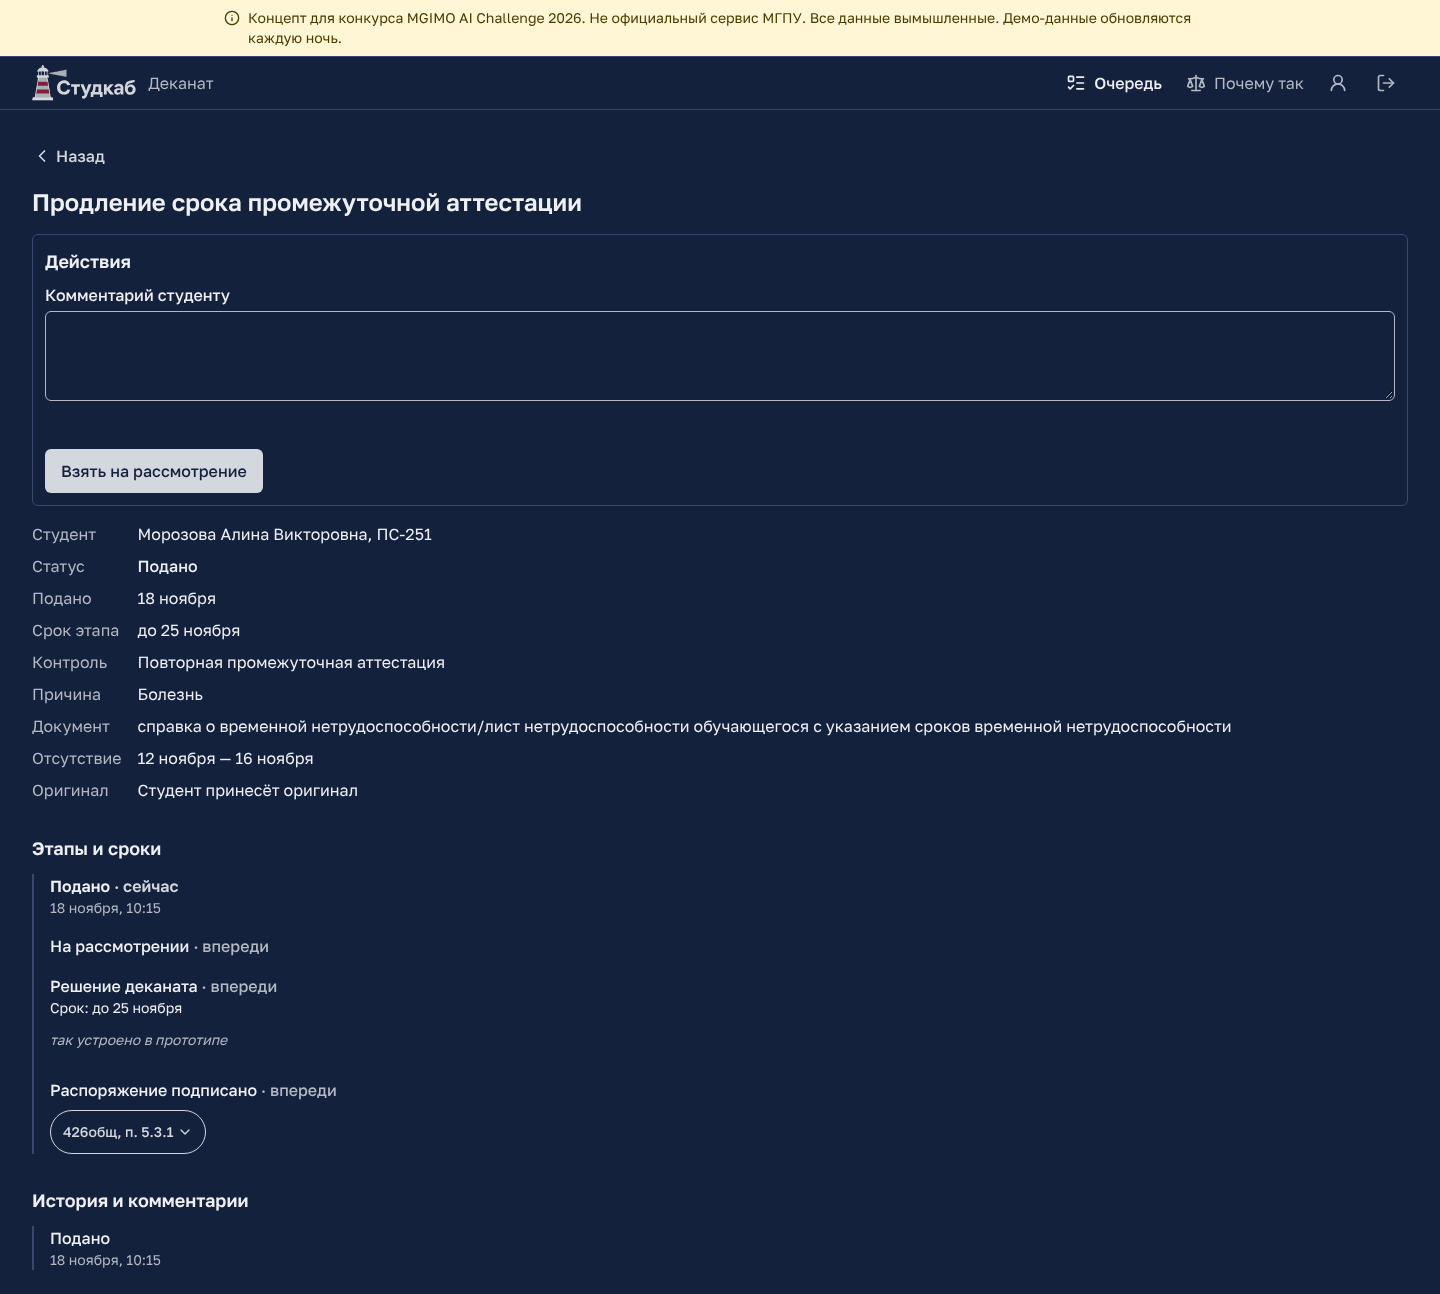 Концепт для конкурса MGIMO AI Challenge 2026. Не официальный сервис МГПУ. Все данные вымышленные. Демо-данные обновляются
каждую ночь.
Студкаб Деканат Очередь Почему так
Назад
Продление срока промежуточной аттестации
Действия
Комментарий студенту
Взять на рассмотрение
Студент Морозова Алина Викторовна, ПС-251
Статус Подано
Подано 18 ноября
Срок этапа до 25 ноября
Контроль Повторная промежуточная аттестация
Причина Болезнь
Документ справка о временной нетрудоспособности/лист нетрудоспособности обучающегося с указанием сроков временной нетрудоспособности
Отсутствие 12 ноября — 16 ноября
Оригинал Студент принесёт оригинал
Этапы и сроки
Подано · сейчас
18 ноября, 10:15
На рассмотрении · впереди
Решение деканата · впереди
Срок: до 25 ноября
так устроено в прототипе
Распоряжение подписано · впереди
426общ, п. 5.3.1
История и комментарии
Подано
18 ноября, 10:15